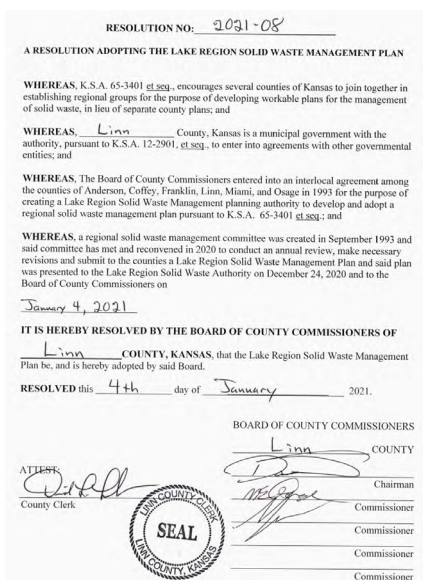 RESOLUTION NO: 2021-08
A RESOLUTION ADOPTING THE LAKE REGION SOLID WASTE MANAGEMENT PLAN
WHEREAS, K.S.A. 65-3401 et seq., encourages several counties of Kansas to join together in
establishing regional groups for the purpose of developing workable plans for the management
of solid waste, in lieu of separate county plans; and
WHEREAS, Linn County, Kansas is a municipal government with the
authority, pursuant to K.S.A. 12-2901, et seq., to enter into agreements with other governmental
entities; and
WHEREAS, The Board of County Commissioners entered into an interlocal agreement among
the counties of Anderson, Coffey, Franklin, Linn, Miami, and Osage in 1993 for the purpose of
creating a Lake Region Solid Waste Management planning authority to develop and adopt a
regional solid waste management plan pursuant to K.S.A. 65-3401 et seq.; and
WHEREAS, a regional solid waste management committee was created in September 1993 and
said committee has met and reconvened in 2020 to conduct an annual review, make necessary
revisions and submit to the counties a Lake Region Solid Waste Management Plan and said plan
was presented to the Lake Region Solid Waste Authority on December 24, 2020 and to the
Board of County Commissioners on
January 4, 2021
IT IS HEREBY RESOLVED BY THE BOARD OF COUNTY COMMISSIONERS OF
Linn COUNTY, KANSAS, that the Lake Region Solid Waste Management
Plan be, and is hereby adopted by said Board.
RESOLVED this 4th day of January 2021.
BOARD OF COUNTY COMMISSIONERS
Linn COUNTY
ATTEST:
Chairman
County Clerk
Commissioner
Commissioner
Commissioner
Commissioner
LINN COUNTY CLERK
SEAL
LINN COUNTY, KANSAS